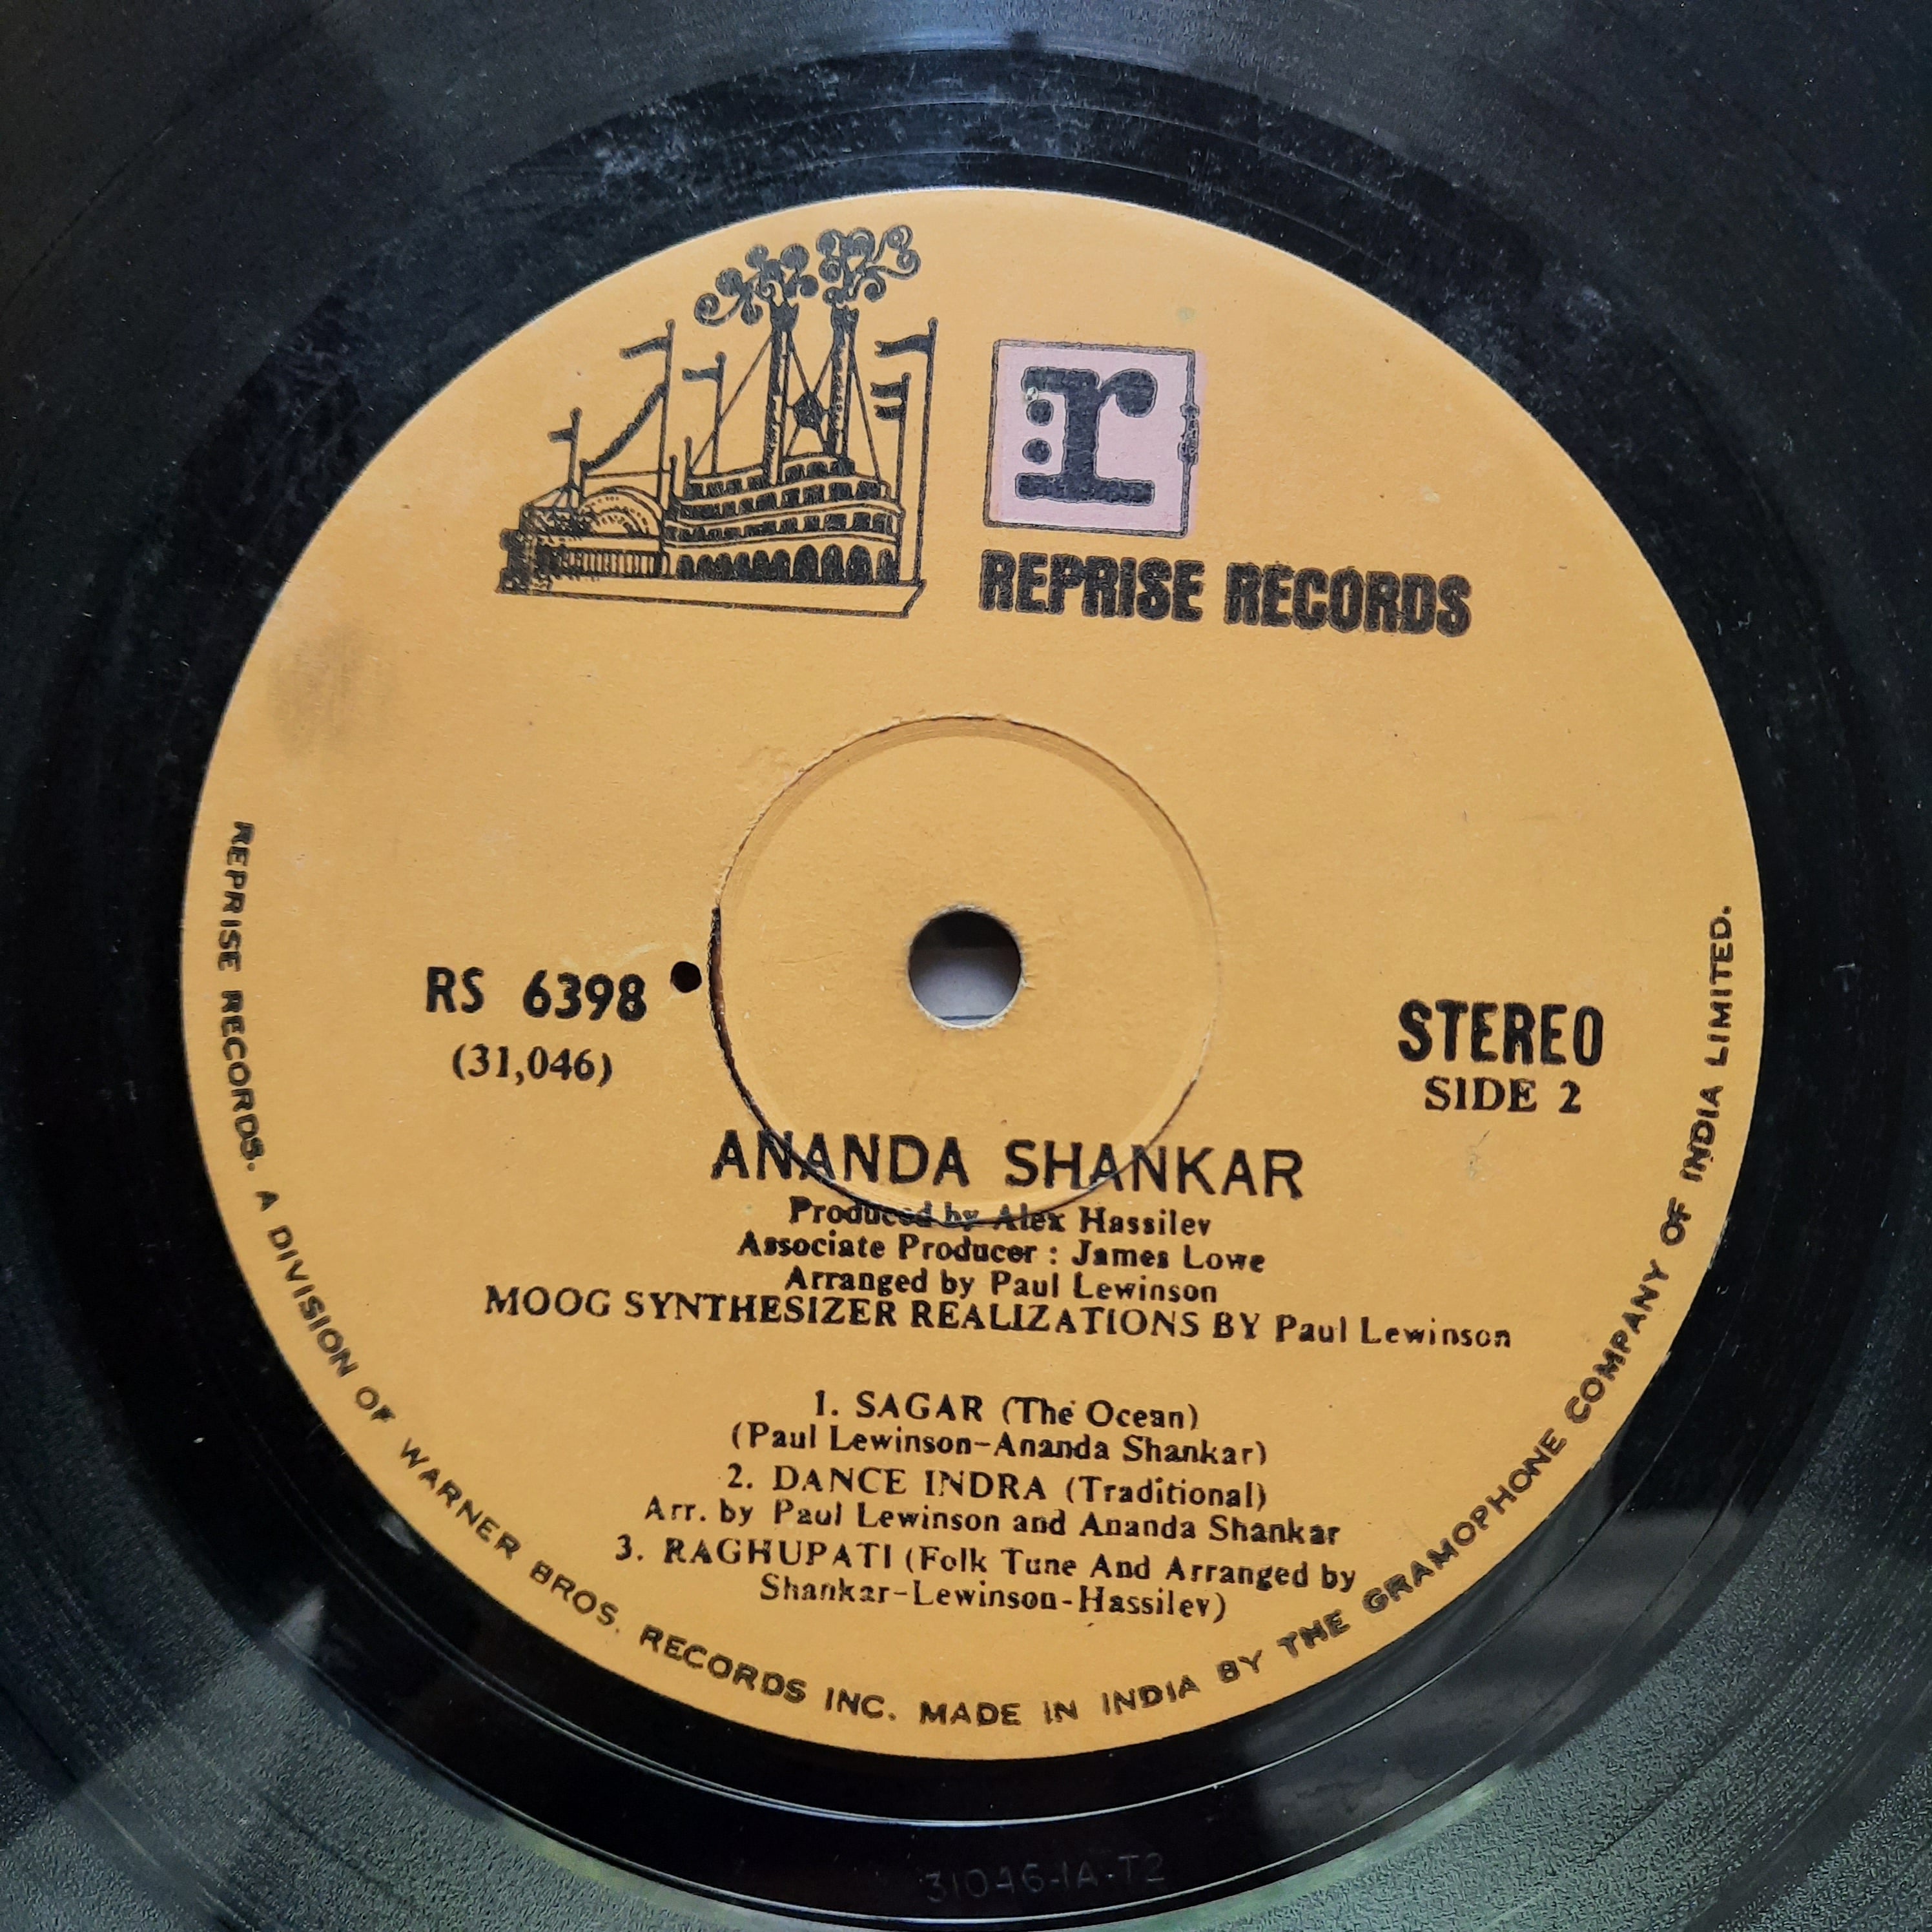 r
REPRISE RECORDS
RS 6398
(31,046)
STEREO
SIDE 2
ANANDA SHANKAR
Produced by Alex Hassilev
Associate Producer : James Lowe
Arranged by Paul Lewinson
MOOG SYNTHESIZER REALIZATIONS BY Paul Lewinson
1. SAGAR (The Ocean)
(Paul Lewinson-Ananda Shankar)
2. DANCE INDRA (Traditional)
Arr. by Paul Lewinson and Ananda Shankar
3. RAGHUPATI (Folk Tune And Arranged by
Shankar-Lewinson-Hassilev)
REPRISE RECORDS. A DIVISION OF WARNER BROS. RECORDS INC. MADE IN INDIA BY THE GRAMOPHONE COMPANY OF INDIA LIMITED.
31046-1A-T2